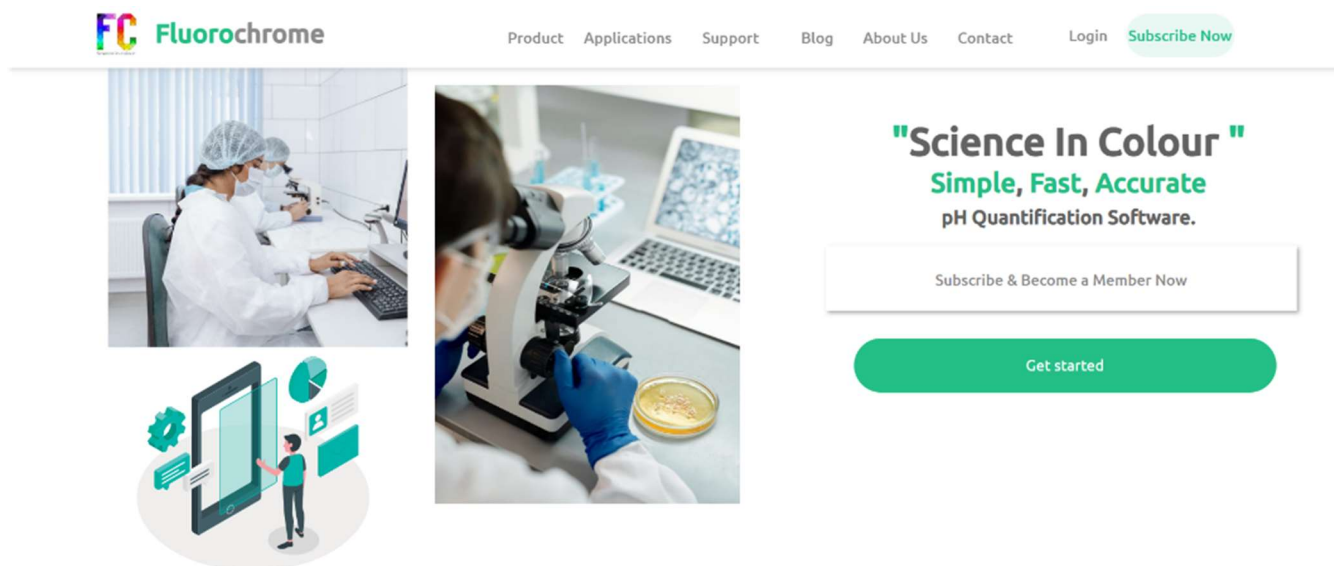 FC Fluorochrome
Product Applications Support Blog About Us Contact Login Subscribe Now
"Science In Colour "
Simple, Fast, Accurate
pH Quantification Software.
Subscribe & Become a Member Now
Get started